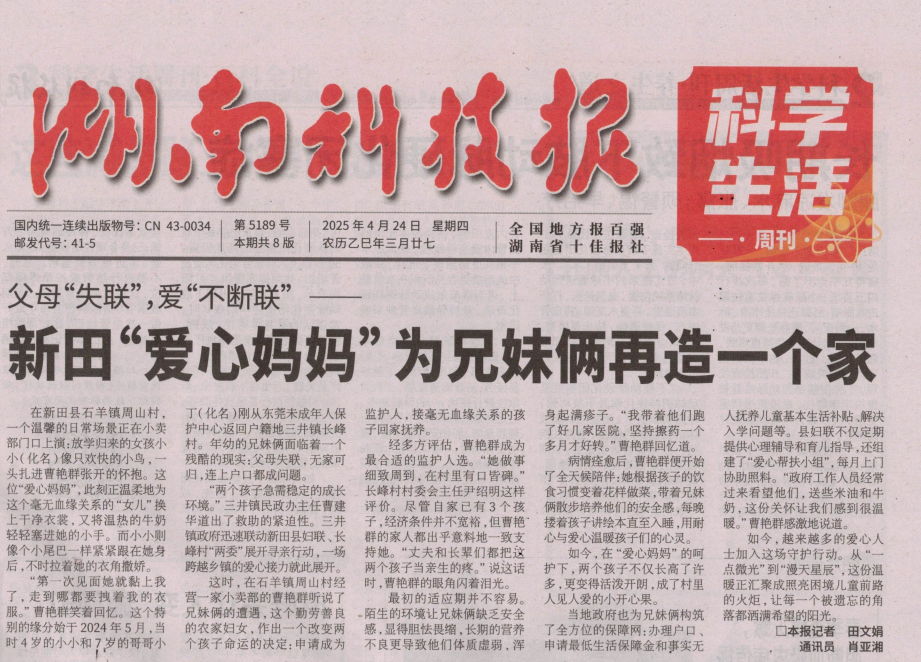 湖南科技报
科学
生活
周刊
国内统一连续出版物号：CN 43-0034
邮发代号：41-5
第 5189 号
本期共 8 版
2025 年 4 月 24 日 星期四
农历乙巳年三月廿七
全国地方报百强
湖南省十佳报社
父母“失联”，爱“不断联” ——
新田“爱心妈妈”为兄妹俩再造一个家
在新田县石羊镇周山村，
一个温馨的日常场景正在小卖
部门口上演：放学归来的女孩小
小（化名）像只欢快的小鸟，一
头扎进曹艳群张开的怀抱。这
位“爱心妈妈”，此刻正温柔地为
这个毫无血缘关系的“女儿”换
上干净衣裳，又将温热的牛奶
轻轻塞进她的小手。而小小则
像个小尾巴一样紧紧跟在她身
后，不时拉着她的衣角撒娇。
“第一次见面她就黏上我
了，走到哪都要拽着我的衣
服。”曹艳群笑着回忆。这个特
别的缘分始于 2024 年 5 月，当
时 4 岁的小小和 7 岁的哥哥小
丁（化名）刚从东莞未成年人保
护中心返回户籍地三井镇长峰
村。年幼的兄妹俩面临着一个
残酷的现实：父母失联，无家可
归，连上户口都成问题。
“两个孩子急需稳定的成长
环境。”三井镇民政办主任曹建
华道出了救助的紧迫性。三井
镇政府迅速联动新田县妇联、长
峰村“两委”展开寻亲行动，一场
跨越乡镇的爱心接力就此展开。
这时，在石羊镇周山村经
营一家小卖部的曹艳群听说了
兄妹俩的遭遇，这个勤劳善良
的农家妇女，作出一个改变两
个孩子命运的决定：申请成为
监护人，接毫无血缘关系的孩
子回家抚养。
经多方评估，曹艳群成为
最合适的监护人选。“她做事
细致周到，在村里有口皆碑。”
长峰村村委会主任尹绍明这样
评价。尽管自家已有 3 个孩
子，经济条件并不宽裕，但曹艳
群的家人都出乎意料地一致支
持她。“丈夫和长辈们都把这
两个孩子当亲生的疼。”说这话
时，曹艳群的眼角闪着泪光。
最初的适应期并不容易。
陌生的环境让兄妹俩缺乏安全
感，显得胆怯畏缩，长期的营养
不良更导致他们体质虚弱，浑
身起满疹子。“我带着他们跑
了好几家医院，坚持擦药一个
多月才好转。”曹艳群回忆道。
病情痊愈后，曹艳群便开始
了全天候陪伴：她根据孩子的饮
食习惯变着花样做菜，带着兄妹
俩散步培养他们的安全感，每晚
搂着孩子讲绘本直至入睡，用耐
心与爱心温暖孩子们的心灵。
如今，在“爱心妈妈”的呵
护下，两个孩子不仅长高了许
多，更变得活泼开朗，成了村里
人见人爱的小开心果。
当地政府也为兄妹俩构筑
了全方位的保障网：办理户口、
申请最低生活保障金和事实无
人抚养儿童基本生活补贴、解决
入学问题等。县妇联不仅定期
提供心理辅导和育儿指导，还组
建了“爱心帮扶小组”，每月上门
协助照料。“政府工作人员经常
过来看望他们，送些米油和牛
奶，这份关怀让我们感到很温
暖。”曹艳群感激地说道。
如今，越来越多的爱心人
士加入这场守护行动。从“一
点微光”到“漫天星辰”，这份温
暖正汇聚成照亮困境儿童前路
的火炬，让每一个被遗忘的角
落都洒满希望的阳光。
□本报记者 田文娟
通讯员 肖亚湘